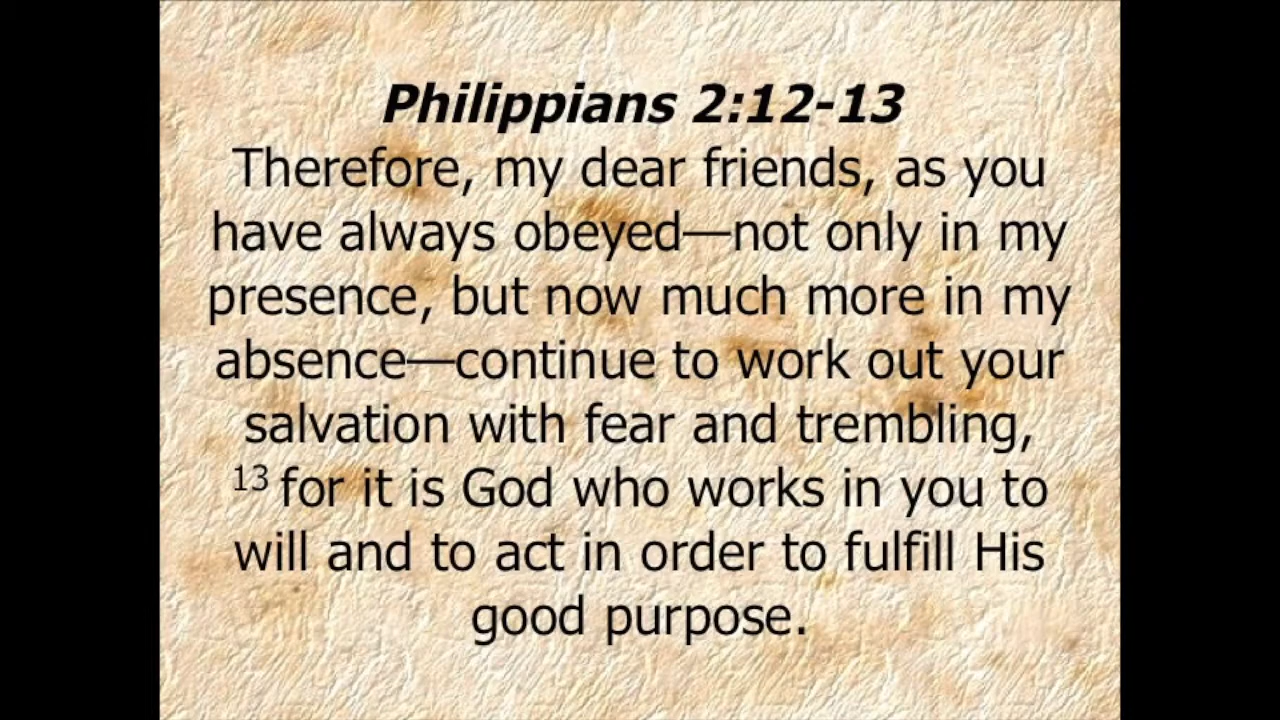 Philippians 2:12-13
Therefore, my dear friends, as you
have always obeyed—not only in my
presence, but now much more in my
absence—continue to work out your
salvation with fear and trembling,
13 for it is God who works in you to
will and to act in order to fulfill His
good purpose.